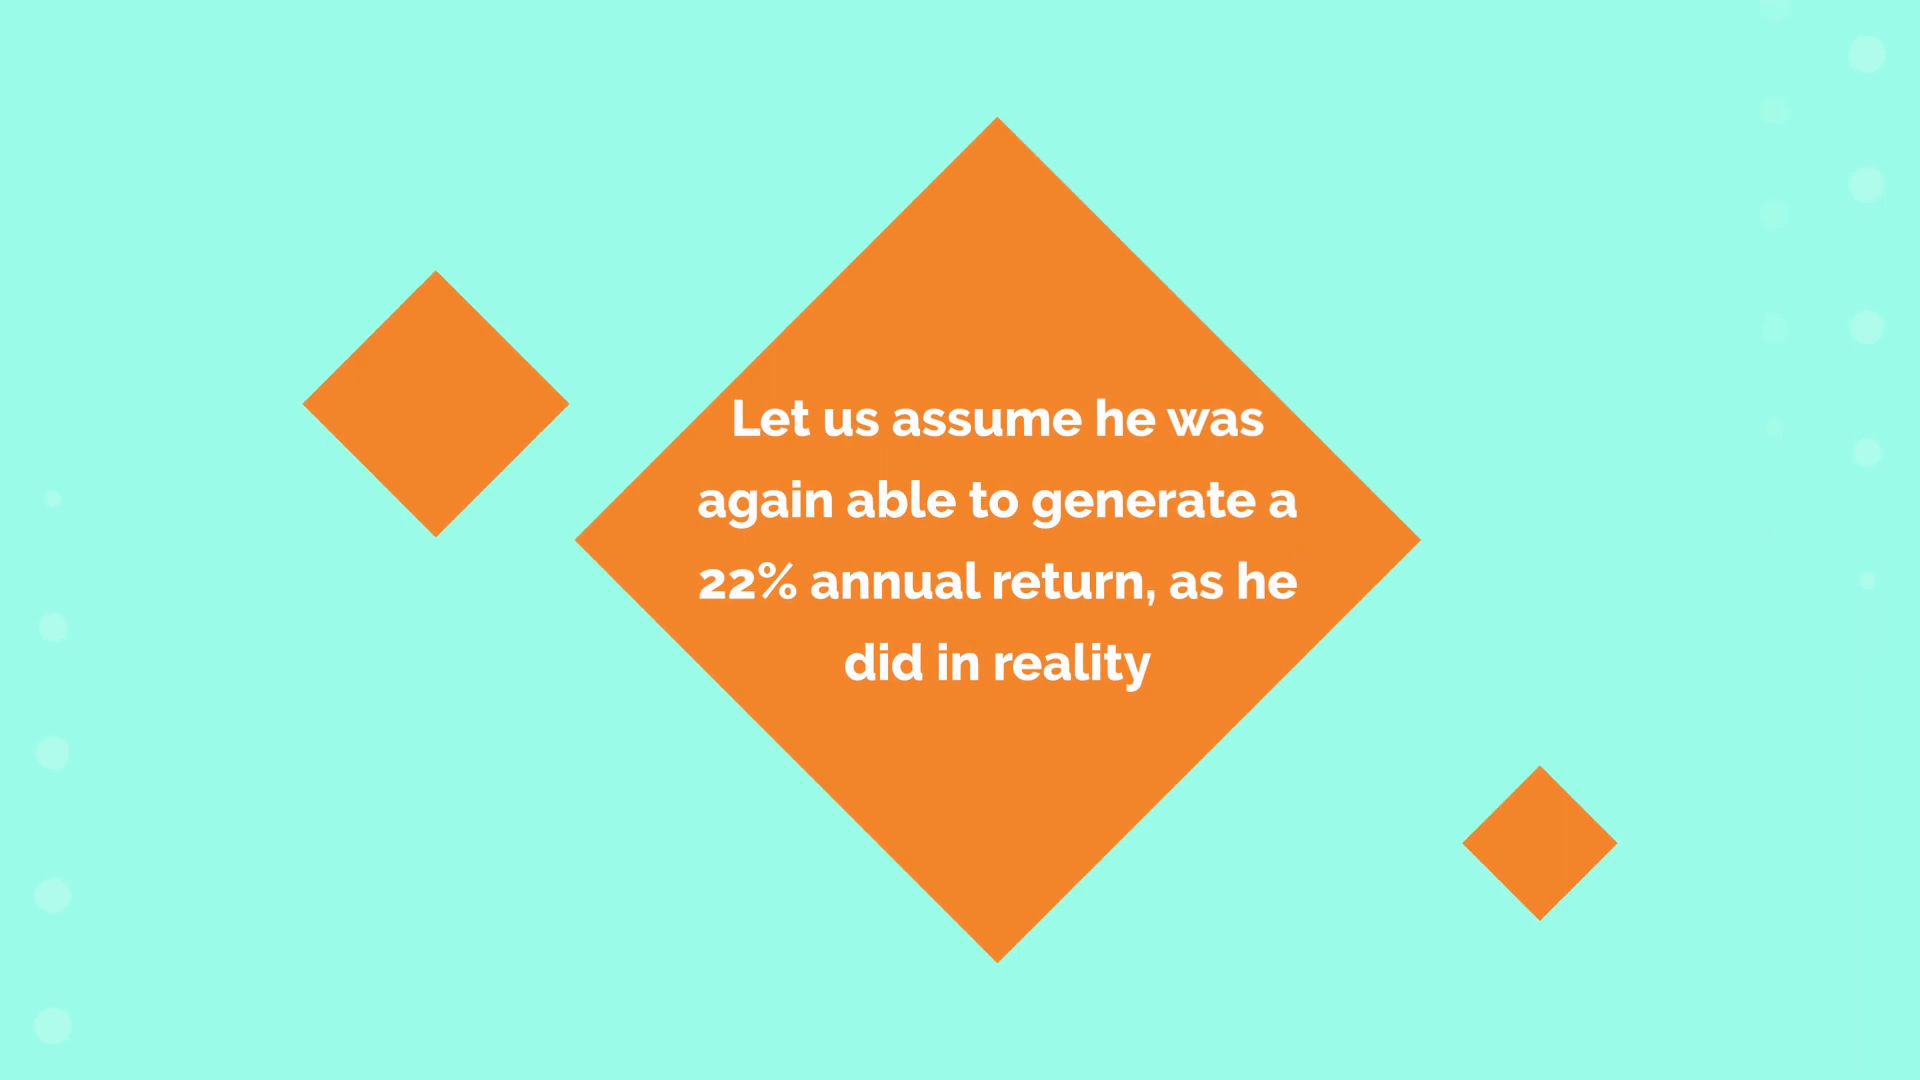 Let us assume he was
again able to generate a
22% annual return, as he
did in reality